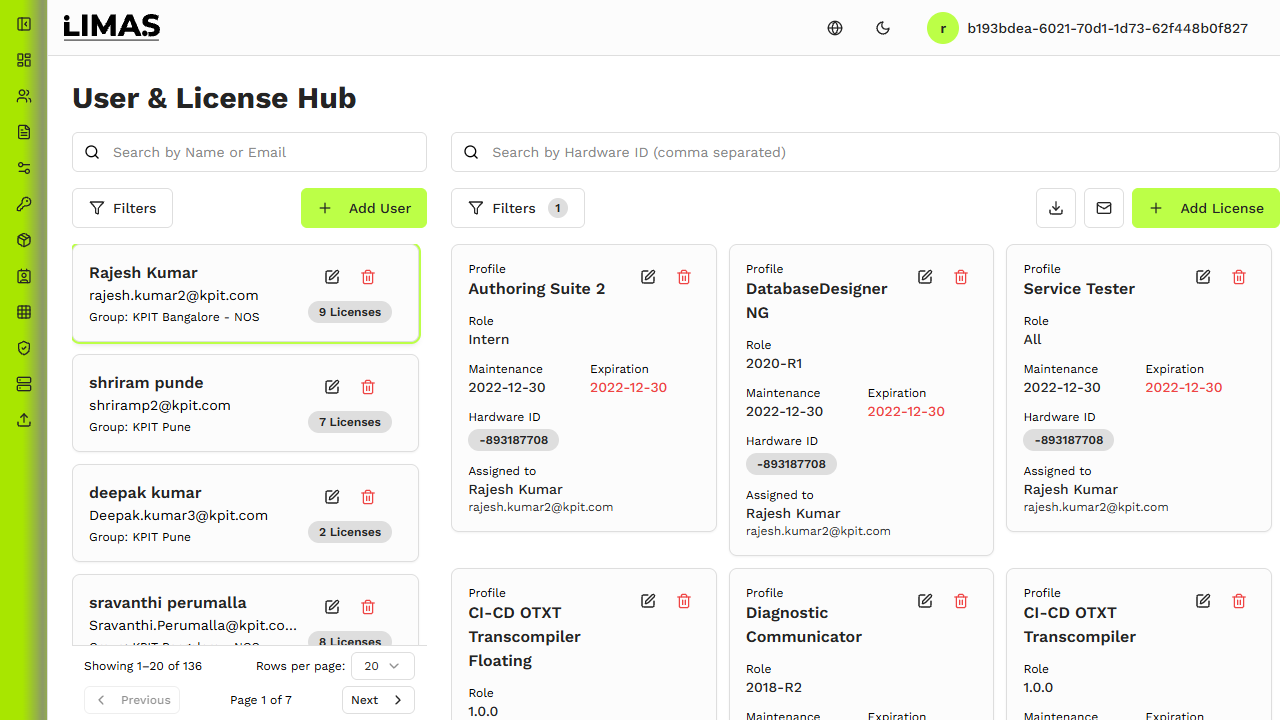 LIMAS
r
b193bdea-6021-70d1-1d73-62f448b0f827
User & License Hub
Search by Name or Email
Filters
Add User
Rajesh Kumar
rajesh.kumar2@kpit.com
Group: KPIT Bangalore - NOS
9 Licenses
shriram punde
shriramp2@kpit.com
Group: KPIT Pune
7 Licenses
deepak kumar
Deepak.kumar3@kpit.com
Group: KPIT Pune
2 Licenses
sravanthi perumalla
Sravanthi.Perumalla@kpit.co...
Group: KPIT Bangalore - NOS
8 Licenses
Showing 1–20 of 136
Rows per page:
20
Previous
Page 1 of 7
Next
Search by Hardware ID (comma separated)
Filters
1
Add License
Profile
Authoring Suite 2
Role
Intern
Maintenance
Expiration
2022-12-30
2022-12-30
Hardware ID
-893187708
Assigned to
Rajesh Kumar
rajesh.kumar2@kpit.com
Profile
DatabaseDesigner
NG
Role
2020-R1
Maintenance
Expiration
2022-12-30
2022-12-30
Hardware ID
-893187708
Assigned to
Rajesh Kumar
rajesh.kumar2@kpit.com
Profile
Service Tester
Role
All
Maintenance
Expiration
2022-12-30
2022-12-30
Hardware ID
-893187708
Assigned to
Rajesh Kumar
rajesh.kumar2@kpit.com
Profile
CI-CD OTXT
Transcompiler
Floating
Role
1.0.0
Profile
Diagnostic
Communicator
Role
2018-R2
Maintenance
Expiration
Profile
CI-CD OTXT
Transcompiler
Role
1.0.0
Maintenance
Expiration